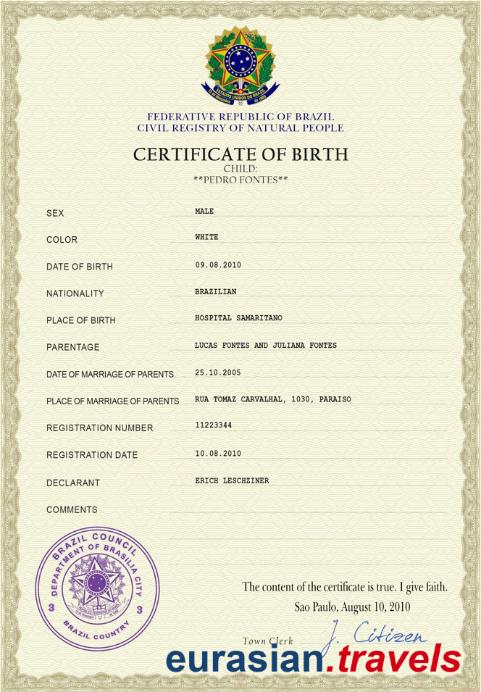 FEDERATIVE REPUBLIC OF BRAZIL
CIVIL REGISTRY OF NATURAL PEOPLE
CERTIFICATE OF BIRTH
CHILD:
**PEDRO FONTES**
SEX MALE
COLOR WHITE
DATE OF BIRTH 09.08.2010
NATIONALITY BRAZILIAN
PLACE OF BIRTH HOSPITAL SAMARITANO
PARENTAGE LUCAS FONTES AND JULIANA FONTES
DATE OF MARRIAGE OF PARENTS 25.10.2005
PLACE OF MARRIAGE OF PARENTS RUA TOMAZ CARVALHAL, 1030, PARAISO
REGISTRATION NUMBER 11223344
REGISTRATION DATE 10.08.2010
DECLARANT ERICH LESCHZINER
COMMENTS
BRAZIL COUNCIL
DEPARTMENT OF BRASILIA CITY
3 3
BRAZIL COUNTRY
The content of the certificate is true. I give faith.
Sao Paulo, August 10, 2010
Town Clerk J. Citizen
eurasian.travels